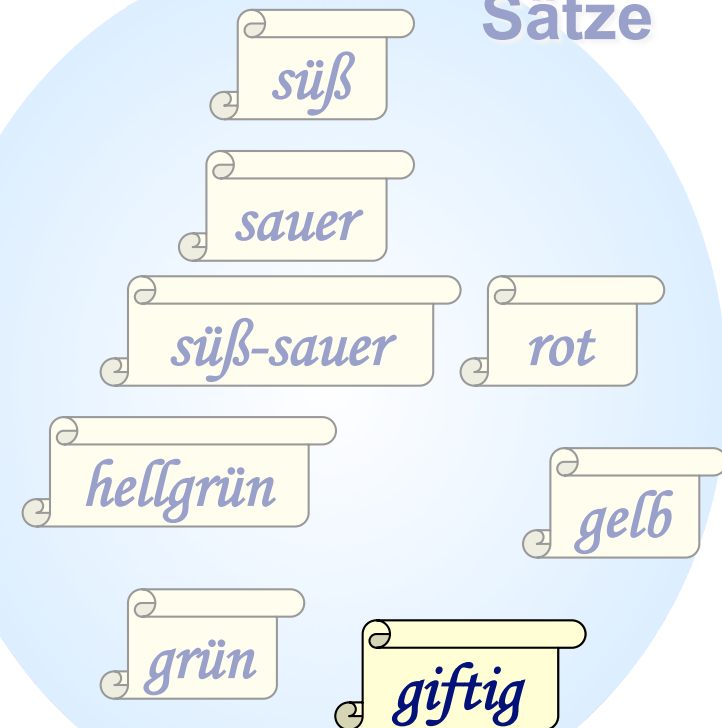 Sätze
süß
sauer
süß-sauer
rot
hellgrün
gelb
grün
giftig